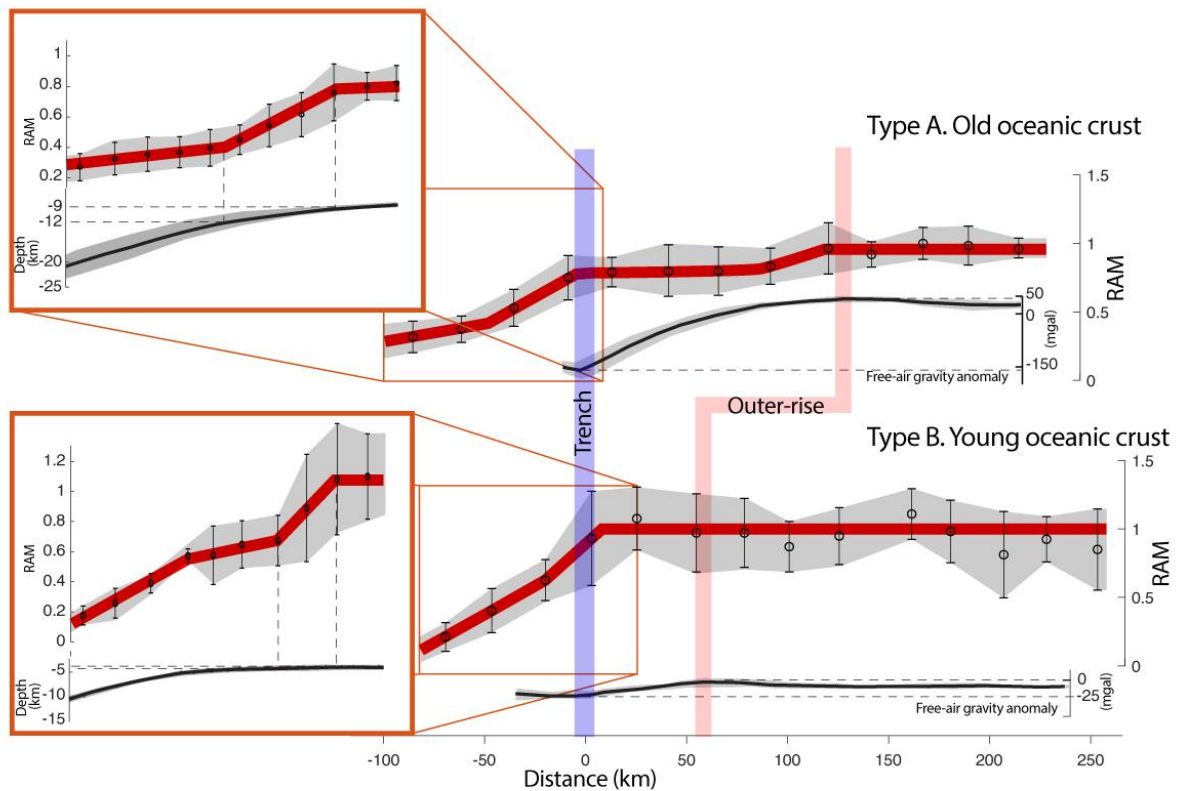 1
0.8
0.6
0.4
0.2
RAM
-9
-12
-20
-25
Depth
(km)
Type A. Old oceanic crust
1.5
1
0.5
0
RAM
50
0
-150
(mgal)
Free-air gravity anomaly
Trench
Outer-rise
1.2
1
0.8
0.6
0.4
0.2
0
RAM
-5
-10
-15
Depth
(km)
Type B. Young oceanic crust
1.5
1
0.5
0
RAM
0
-25
(mgal)
Free-air gravity anomaly
-100
-50
0
50
100
150
200
250
Distance (km)